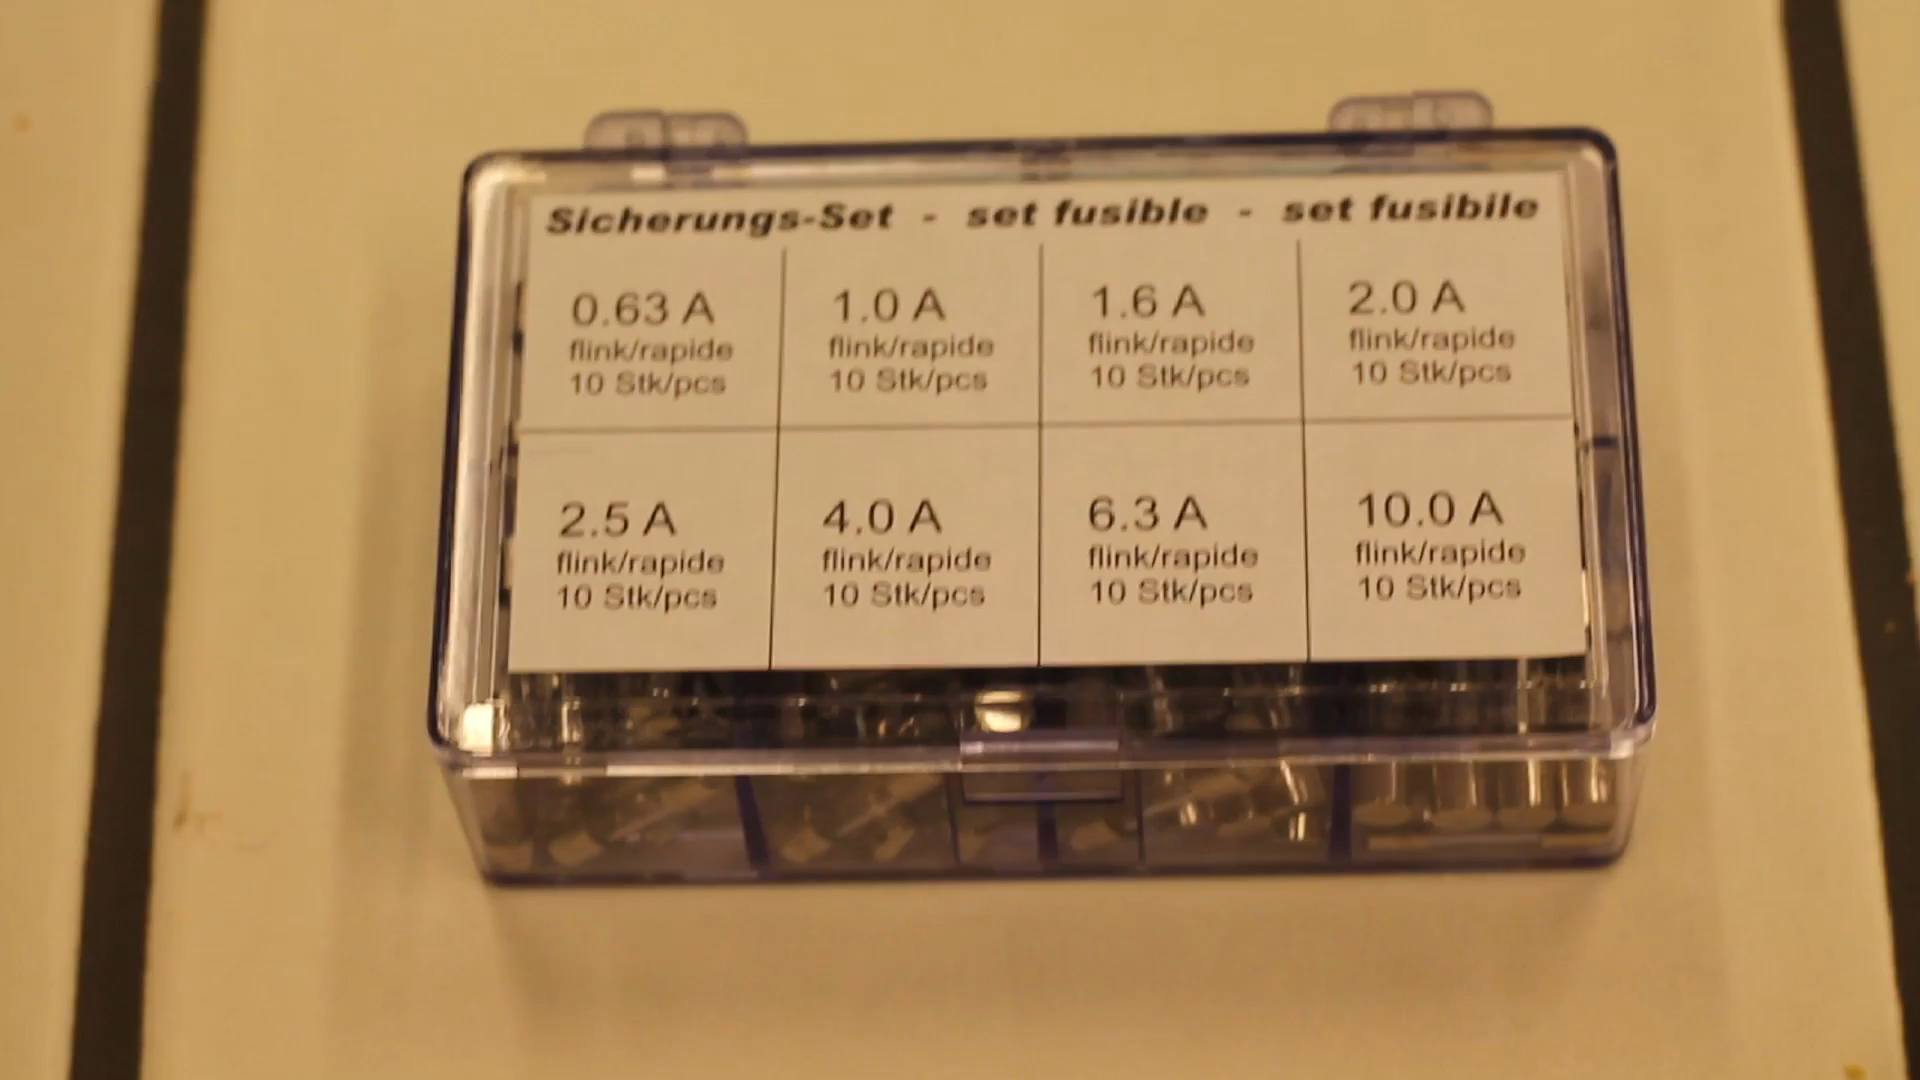 Sicherungs-Set - set fusible - set fusibile
0.63 A
flink/rapide
10 Stk/pcs
1.0 A
flink/rapide
10 Stk/pcs
1.6 A
flink/rapide
10 Stk/pcs
2.0 A
flink/rapide
10 Stk/pcs
2.5 A
flink/rapide
10 Stk/pcs
4.0 A
flink/rapide
10 Stk/pcs
6.3 A
flink/rapide
10 Stk/pcs
10.0 A
flink/rapide
10 Stk/pcs